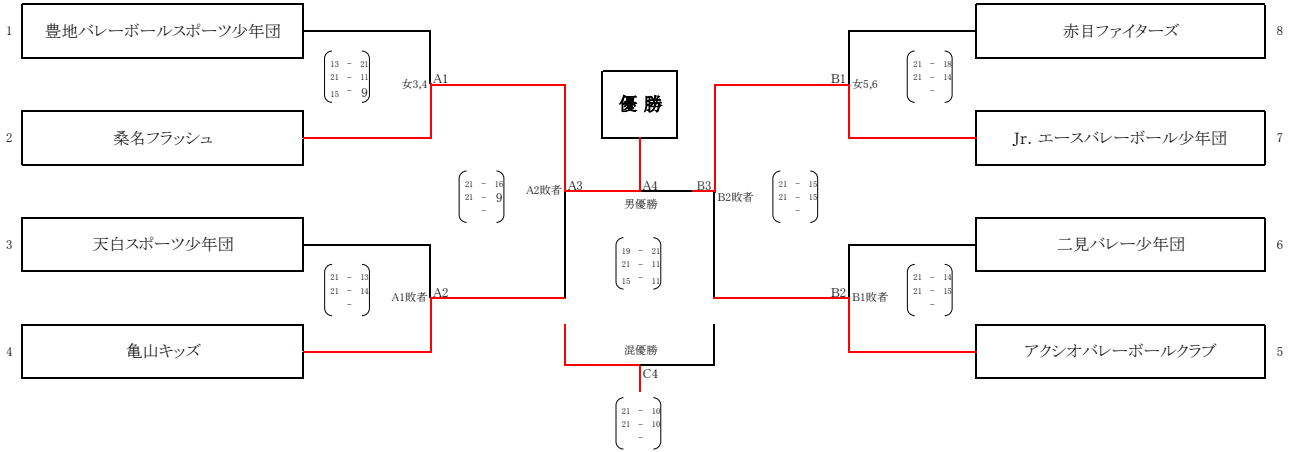 1 豊地バレーボールスポーツ少年団
13 - 21
21 - 11
15 - 9
女3,4 A1
2 桑名フラッシュ
21 - 16
21 - 9
-
A2敗者 A3
3 天白スポーツ少年団
21 - 13
21 - 14
-
A1敗者 A2
4 亀山キッズ
優勝
A4
男優勝
19 - 21
21 - 11
15 - 11
混優勝
C4
21 - 10
21 - 10
-
赤目ファイターズ 8
B1 女5,6
21 - 18
21 - 14
-
Jr. エースバレーボール少年団 7
B3 B2敗者
21 - 15
21 - 15
-
二見バレー少年団 6
B2 B1敗者
21 - 14
21 - 15
-
アクシオバレーボールクラブ 5